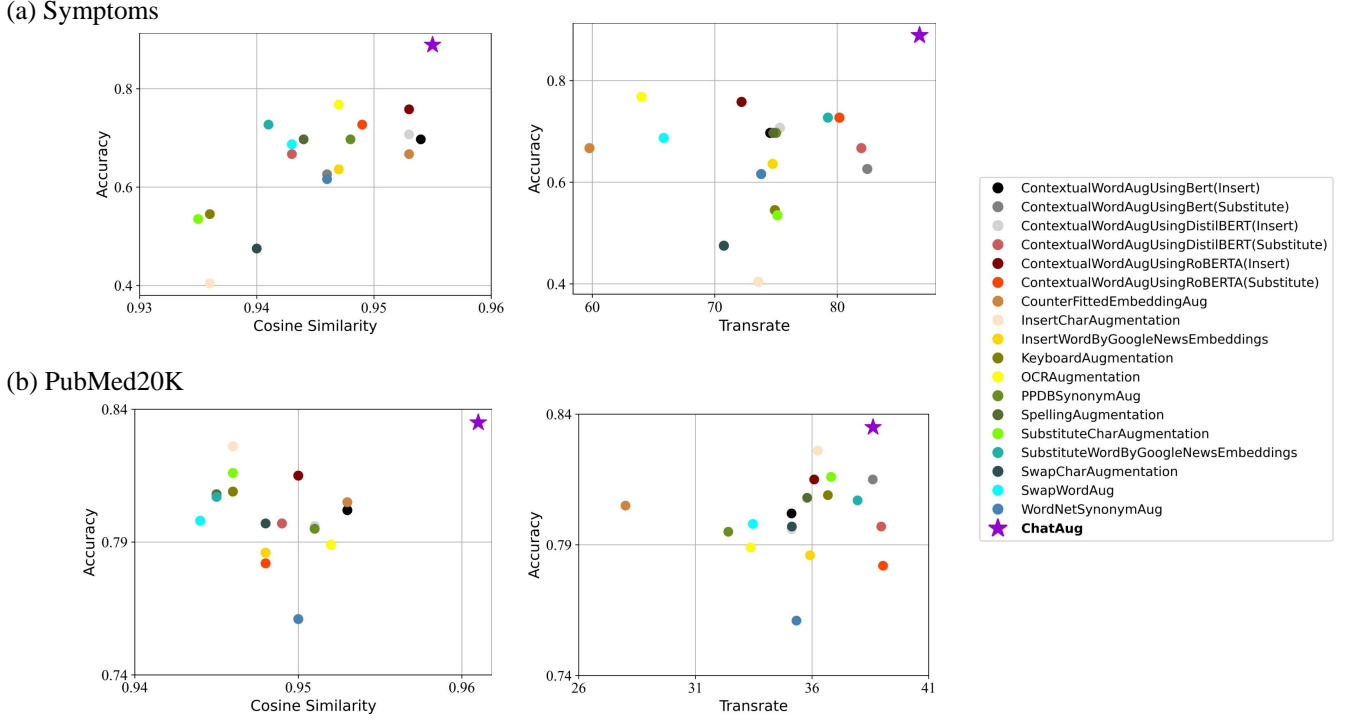 (a) Symptoms
0.8
0.6
0.4
Accuracy
0.93
0.94
0.95
0.96
Cosine Similarity
0.8
0.6
0.4
Accuracy
60
70
80
Transrate
(b) PubMed20K
0.84
0.79
0.74
Accuracy
0.94
0.95
0.96
Cosine Similarity
0.84
0.79
0.74
Accuracy
26
31
36
41
Transrate
ContextualWordAugUsingBert(Insert)
ContextualWordAugUsingBert(Substitute)
ContextualWordAugUsingDistilBERT(Insert)
ContextualWordAugUsingDistilBERT(Substitute)
ContextualWordAugUsingRoBERTA(Insert)
ContextualWordAugUsingRoBERTA(Substitute)
CounterFittedEmbeddingAug
InsertCharAugmentation
InsertWordByGoogleNewsEmbeddings
KeyboardAugmentation
OCRAugmentation
PPDBSynonymAug
SpellingAugmentation
SubstituteCharAugmentation
SubstituteWordByGoogleNewsEmbeddings
SwapCharAugmentation
SwapWordAug
WordNetSynonymAug
ChatAug